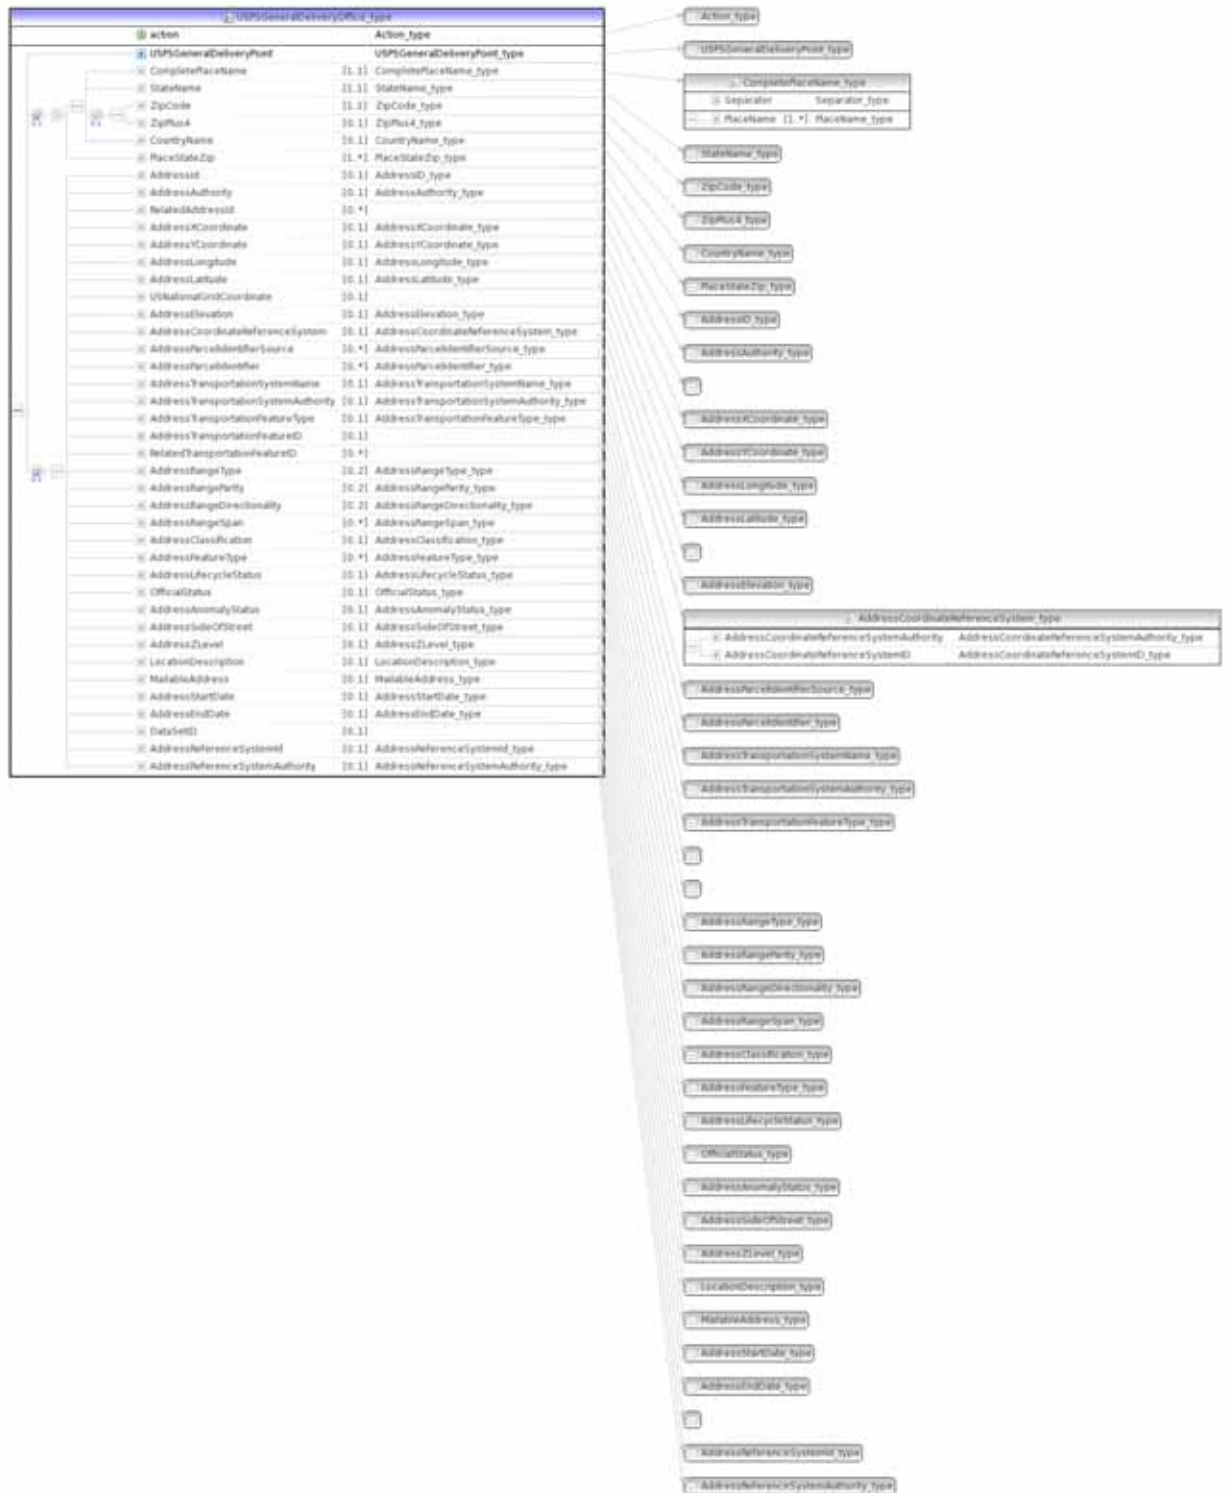 USPSGeneralDeliveryOffice_type
action Action_type
USPSGeneralDeliveryPoint USPSGeneralDeliveryPoint_type
CompletePlaceName [1..1] CompletePlaceName_type
StateName [1..1] StateName_type
ZipCode [1..1] ZipCode_type
ZipPlus4 [0..1] ZipPlus4_type
CountryName [0..1] CountryName_type
PlaceStateZip [1..*] PlaceStateZip_type
AddressId [0..1] AddressID_type
AddressAuthority [0..1] AddressAuthority_type
RelatedAddressId [0..*]
AddressXCoordinate [0..1] AddressXCoordinate_type
AddressYCoordinate [0..1] AddressYCoordinate_type
AddressLongitude [0..1] AddressLongitude_type
AddressLatitude [0..1] AddressLatitude_type
USNationalGridCoordinate [0..1]
AddressElevation [0..1] AddressElevation_type
AddressCoordinateReferenceSystem [0..1] AddressCoordinateReferenceSystem_type
AddressParcelIdentifierSource [0..*] AddressParcelIdentifierSource_type
AddressParcelIdentifier [0..*] AddressParcelIdentifier_type
AddressTransportationSystemName [0..1] AddressTransportationSystemName_type
AddressTransportationSystemAuthority [0..1] AddressTransportationSystemAuthority_type
AddressTransportationFeatureType [0..1] AddressTransportationFeatureType_type
AddressTransportationFeatureID [0..1]
RelatedTransportationFeatureID [0..*]
AddressRangeType [0..2] AddressRangeType_type
AddressRangeParity [0..2] AddressRangeParity_type
AddressRangeDirectionality [0..2] AddressRangeDirectionality_type
AddressRangeSpan [0..*] AddressRangeSpan_type
AddressClassification [0..1] AddressClassification_type
AddressFeatureType [0..*] AddressFeatureType_type
AddressLifecycleStatus [0..1] AddressLifecycleStatus_type
OfficialStatus [0..1] OfficialStatus_type
AddressAnomalyStatus [0..1] AddressAnomalyStatus_type
AddressSideOfStreet [0..1] AddressSideOfStreet_type
AddressZLevel [0..1] AddressZLevel_type
LocationDescription [0..1] LocationDescription_type
MailableAddress [0..1] MailableAddress_type
AddressStartDate [0..1] AddressStartDate_type
AddressEndDate [0..1] AddressEndDate_type
DataSetID [0..1]
AddressReferenceSystemId [0..1] AddressReferenceSystemId_type
AddressReferenceSystemAuthority [0..1] AddressReferenceSystemAuthority_type
Action_type
USPSGeneralDeliveryPoint_type
CompletePlaceName_type
Separator Separator_type
PlaceName [1..*] PlaceName_type
StateName_type
ZipCode_type
ZipPlus4_type
CountryName_type
PlaceStateZip_type
AddressID_type
AddressAuthority_type
AddressXCoordinate_type
AddressYCoordinate_type
AddressLongitude_type
AddressLatitude_type
AddressElevation_type
AddressCoordinateReferenceSystem_type
AddressCoordinateReferenceSystemAuthority AddressCoordinateReferenceSystemAuthority_type
AddressCoordinateReferenceSystemID AddressCoordinateReferenceSystemID_type
AddressParcelIdentifierSource_type
AddressParcelIdentifier_type
AddressTransportationSystemName_type
AddressTransportationSystemAuthority_type
AddressTransportationFeatureType_type
AddressRangeType_type
AddressRangeParity_type
AddressRangeDirectionality_type
AddressRangeSpan_type
AddressClassification_type
AddressFeatureType_type
AddressLifecycleStatus_type
OfficialStatus_type
AddressAnomalyStatus_type
AddressSideOfStreet_type
AddressZLevel_type
LocationDescription_type
MailableAddress_type
AddressStartDate_type
AddressEndDate_type
AddressReferenceSystemId_type
AddressReferenceSystemAuthority_type